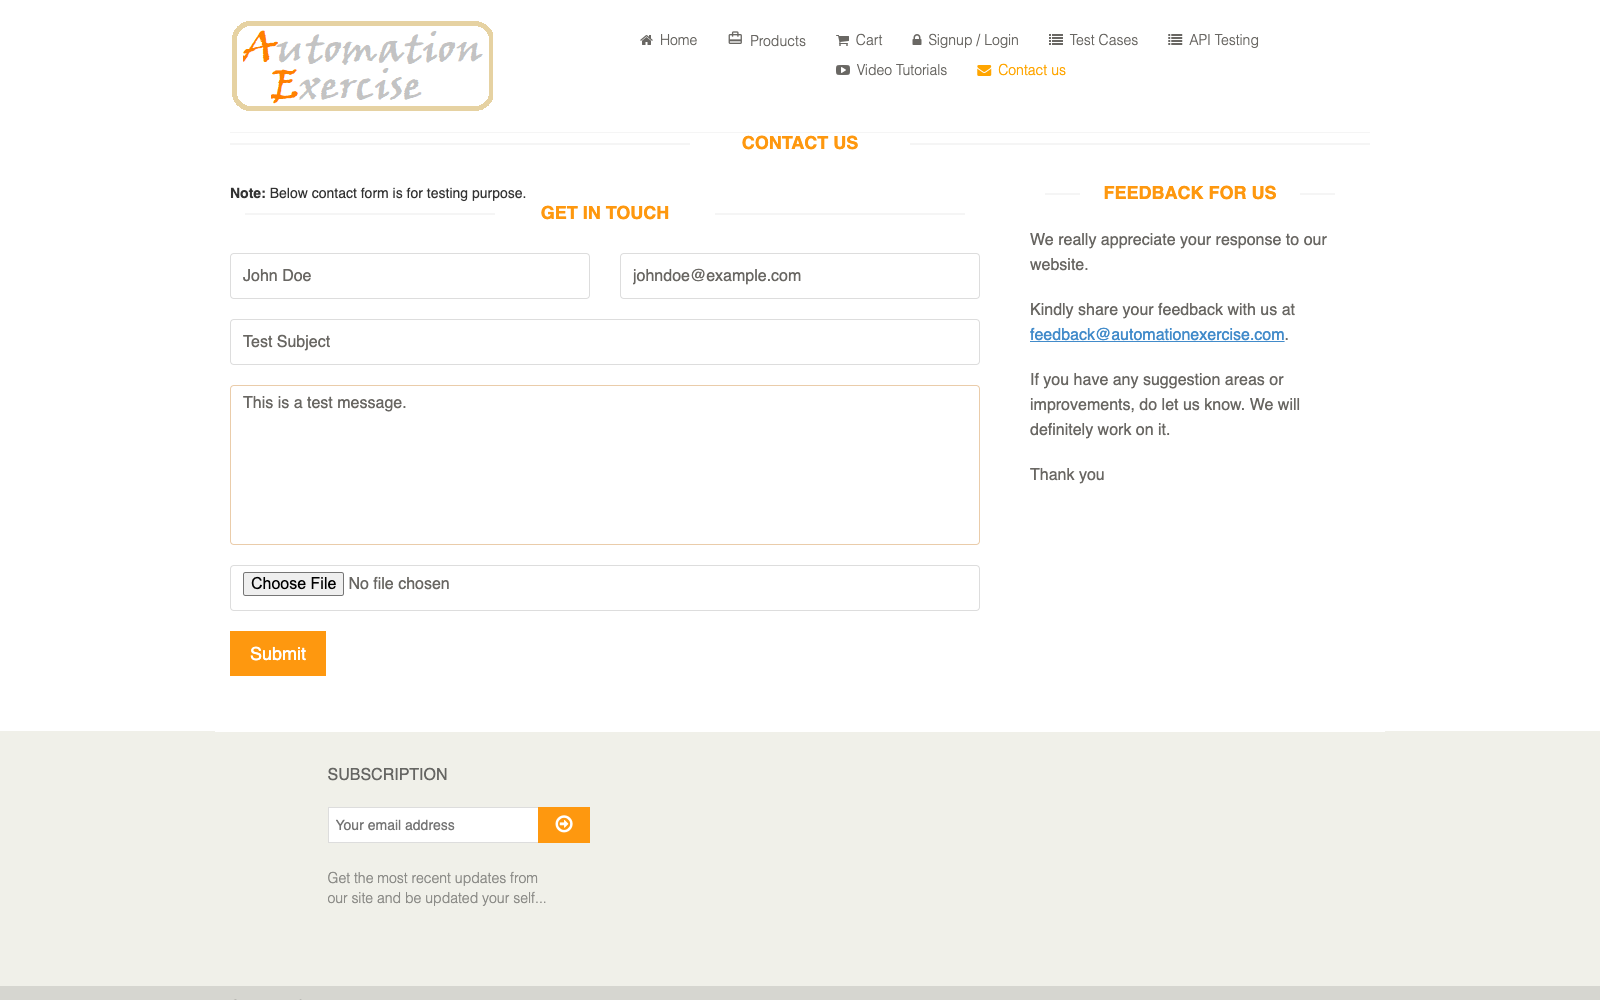 Automation
Exercise
Home
Products
Cart
Signup / Login
Test Cases
API Testing
Video Tutorials
Contact us
CONTACT US
Note: Below contact form is for testing purpose.
GET IN TOUCH
John Doe
johndoe@example.com
Test Subject
This is a test message.
Choose File No file chosen
Submit
FEEDBACK FOR US
We really appreciate your response to our
website.
Kindly share your feedback with us at
feedback@automationexercise.com.
If you have any suggestion areas or
improvements, do let us know. We will
definitely work on it.
Thank you
SUBSCRIPTION
Your email address
Get the most recent updates from
our site and be updated your self...